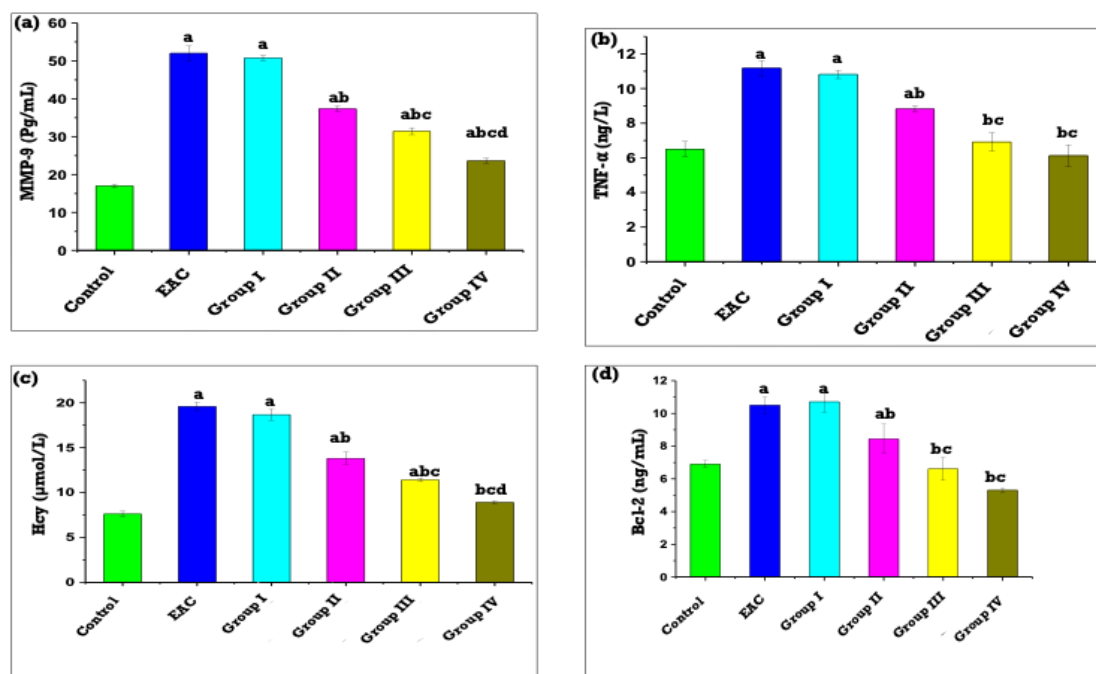 (a)
MMP-9 (Pg/mL)
60
50
40
30
20
10
0
a
a
ab
abc
abcd
Control
EAC
Group I
Group II
Group III
Group IV
(b)
TNF-α (ng/L)
12
10
8
6
4
2
0
a
a
ab
bc
bc
Control
EAC
Group I
Group II
Group III
Group IV
(c)
Hcy (µmol/L)
20
15
10
5
0
a
a
ab
abc
bcd
Control
EAC
Group I
Group II
Group III
Group IV
(d)
Bcl-2 (ng/mL)
12
10
8
6
4
2
0
a
a
ab
bc
bc
Control
EAC
Group I
Group II
Group III
Group IV